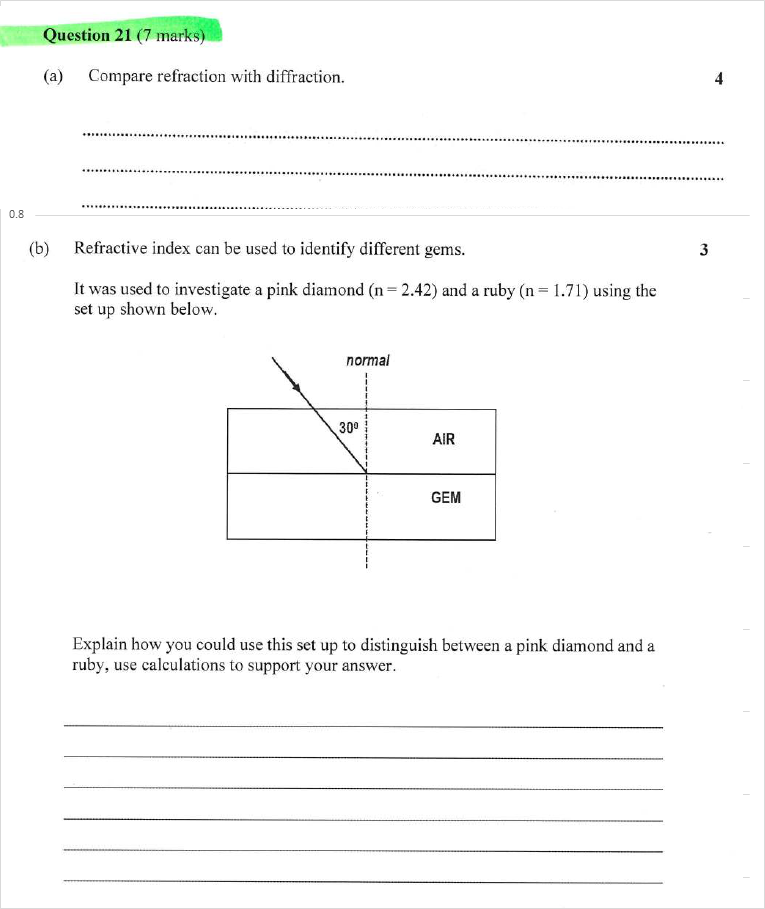 Question 21 (7 marks)
(a) Compare refraction with diffraction. 4
0.8
(b) Refractive index can be used to identify different gems. 3
It was used to investigate a pink diamond (n = 2.42) and a ruby (n = 1.71) using the
set up shown below.
normal
30⁰
AIR
GEM
Explain how you could use this set up to distinguish between a pink diamond and a
ruby, use calculations to support your answer.